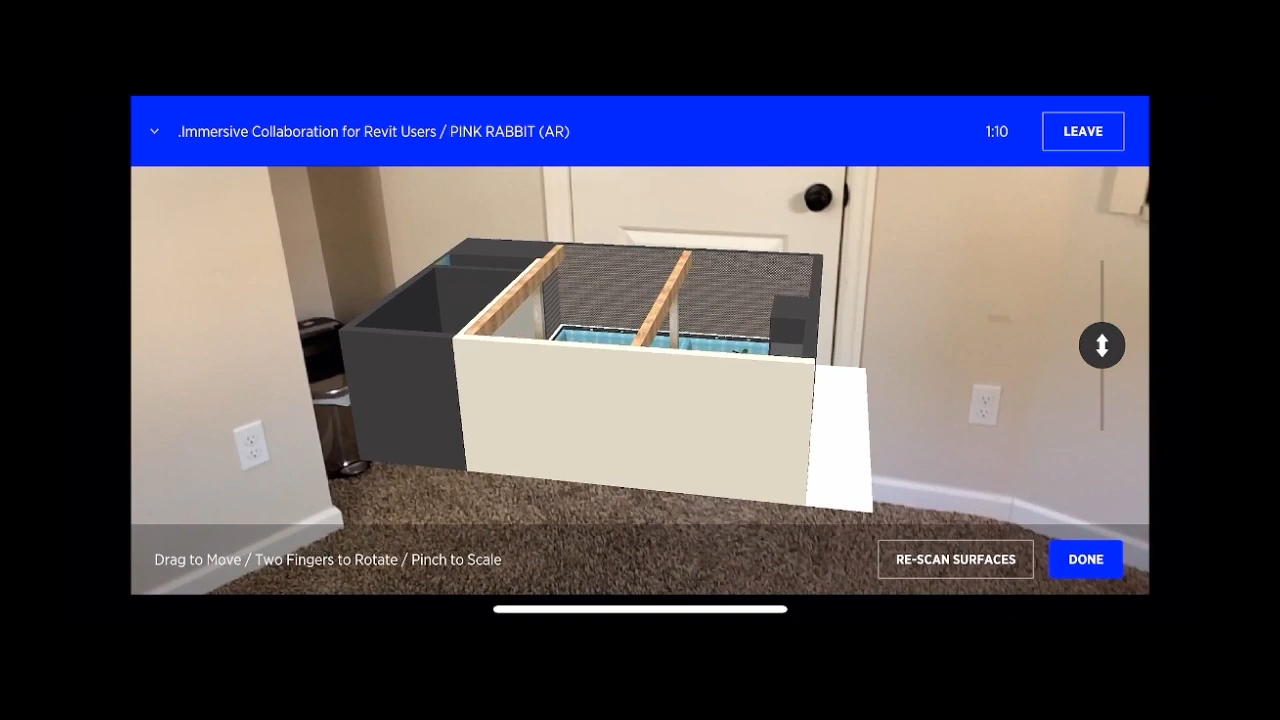 .Immersive Collaboration for Revit Users / PINK RABBIT (AR)
1:10
LEAVE
Drag to Move / Two Fingers to Rotate / Pinch to Scale
RE-SCAN SURFACES
DONE